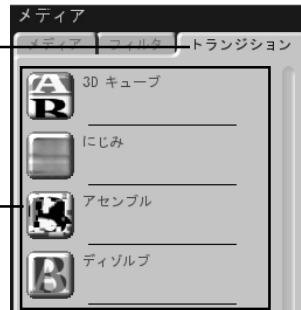 メディア
メディア フィルタ トランジション
3D キューブ
にじみ
アセンブル
ディゾルブ